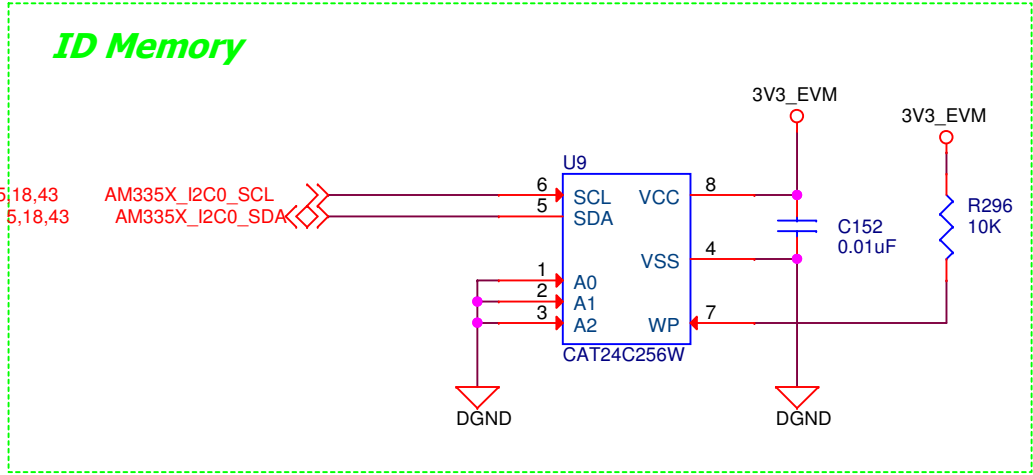 ID Memory
3V3_EVM
3V3_EVM
U9
5,18,43 AM335X_I2C0_SCL 6 SCL VCC 8
5,18,43 AM335X_I2C0_SDA 5 SDA
R296
10K
C152
0.01uF
VSS 4
1 A0
2 A1
3 A2 WP 7
CAT24C256W
DGND DGND